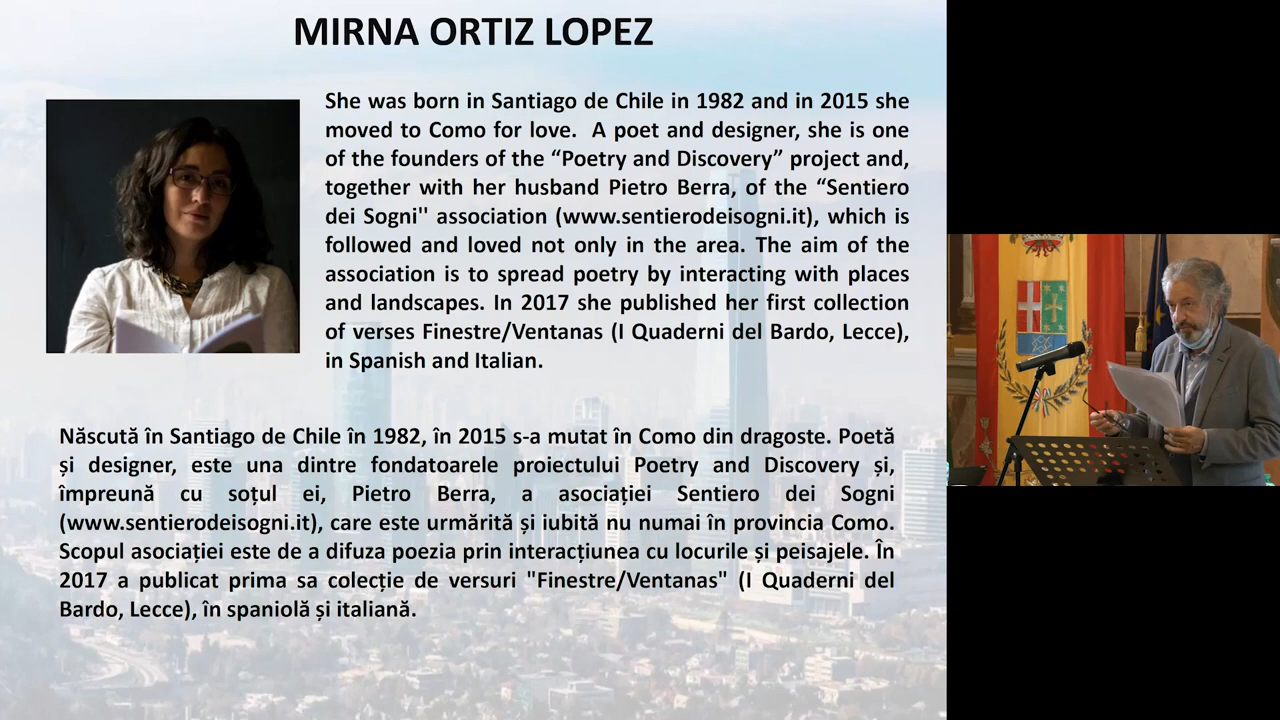 MIRNA ORTIZ LOPEZ
She was born in Santiago de Chile in 1982 and in 2015 she
moved to Como for love. A poet and designer, she is one
of the founders of the “Poetry and Discovery” project and,
together with her husband Pietro Berra, of the “Sentiero
dei Sogni'' association (www.sentierodeisogni.it), which is
followed and loved not only in the area. The aim of the
association is to spread poetry by interacting with places
and landscapes. In 2017 she published her first collection
of verses Finestre/Ventanas (I Quaderni del Bardo, Lecce),
in Spanish and Italian.
Născută în Santiago de Chile în 1982, în 2015 s-a mutat în Como din dragoste. Poetă
și designer, este una dintre fondatoarele proiectului Poetry and Discovery și,
împreună cu soțul ei, Pietro Berra, a asociației Sentiero dei Sogni
(www.sentierodeisogni.it), care este urmărită și iubită nu numai în provincia Como.
Scopul asociației este de a difuza poezia prin interacțiunea cu locurile și peisajele. În
2017 a publicat prima sa colecție de versuri "Finestre/Ventanas" (I Quaderni del
Bardo, Lecce), în spaniolă și italiană.